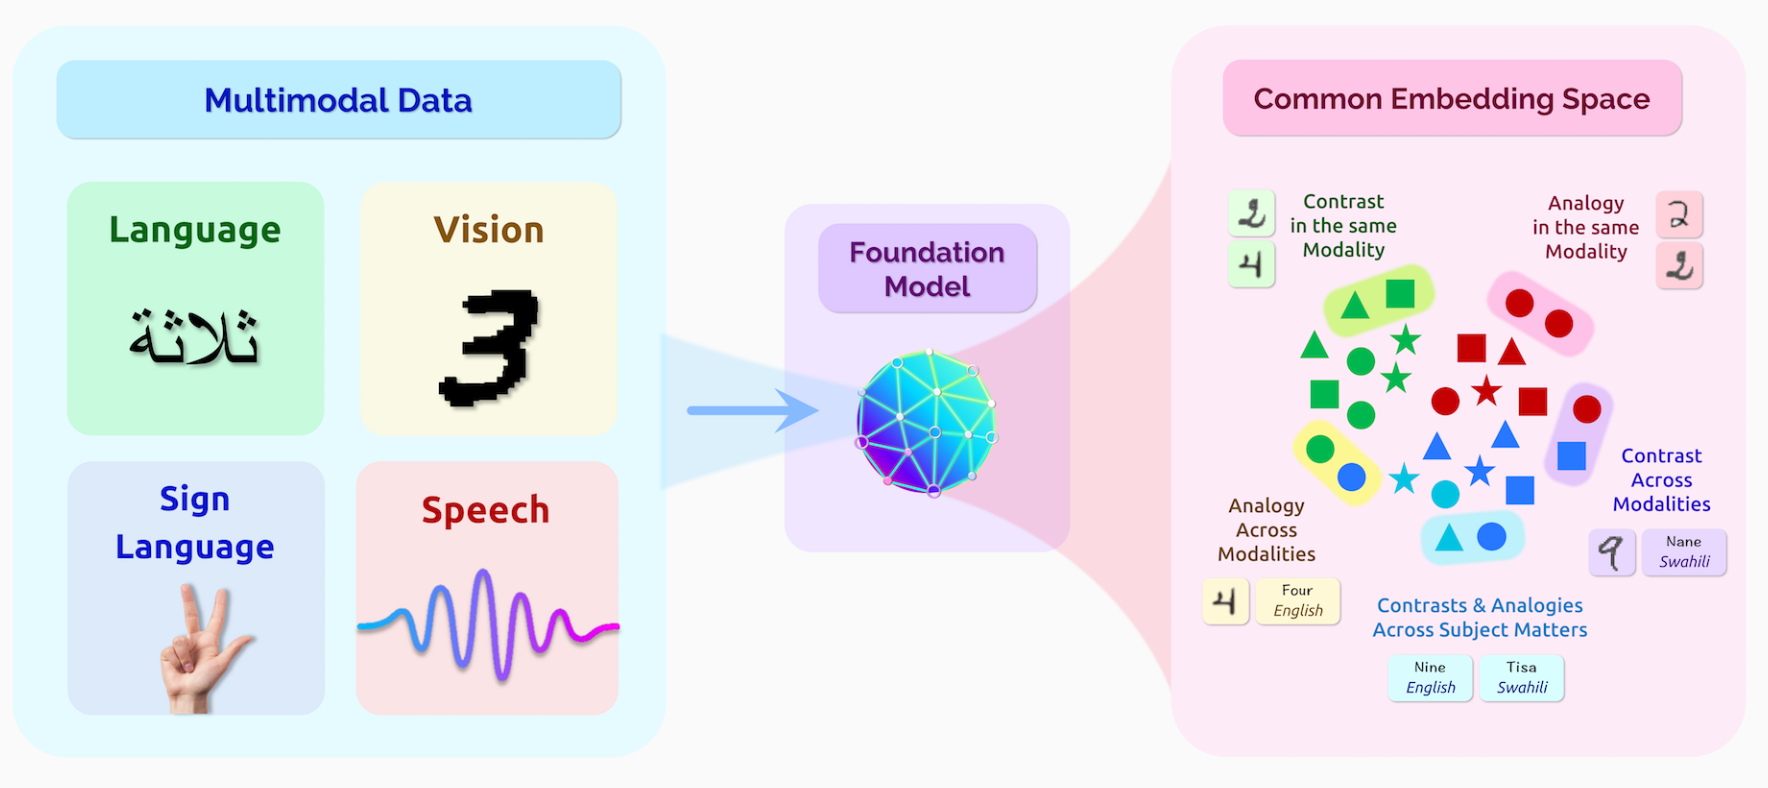 Multimodal Data
Language
ثلاثة
Vision
3
Sign
Language
Speech
Foundation
Model
Common Embedding Space
2
4
Contrast
in the same
Modality
Analogy
in the same
Modality
2
2
Analogy
Across
Modalities
4
Four
English
Contrast
Across
Modalities
9
Nane
Swahili
Contrasts & Analogies
Across Subject Matters
Nine
English
Tisa
Swahili